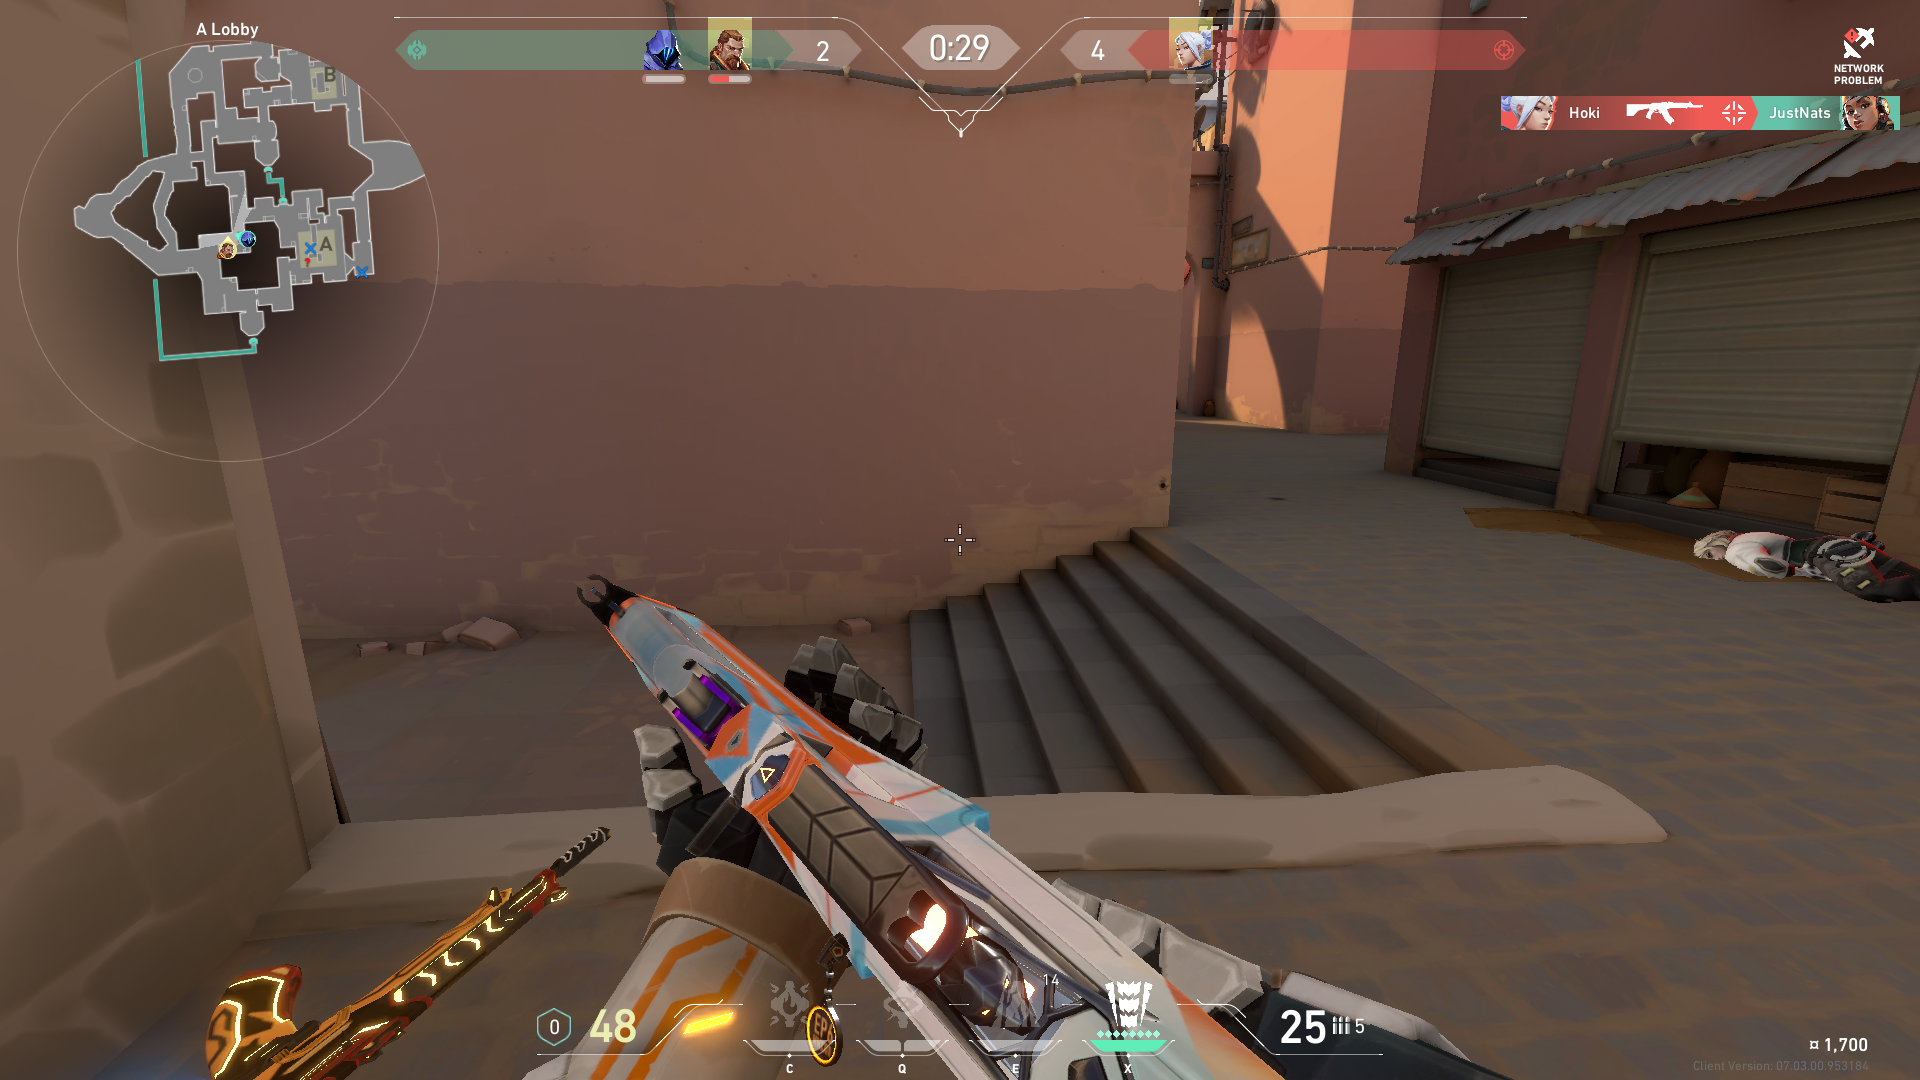 A Lobby
B
A
?
2
0:29
4
NETWORK
PROBLEM
Hoki
JustNats
0
48
EP
14
C
Q
E
X
25
5
¤ 1,700
Client Version: 07.03.00.953184